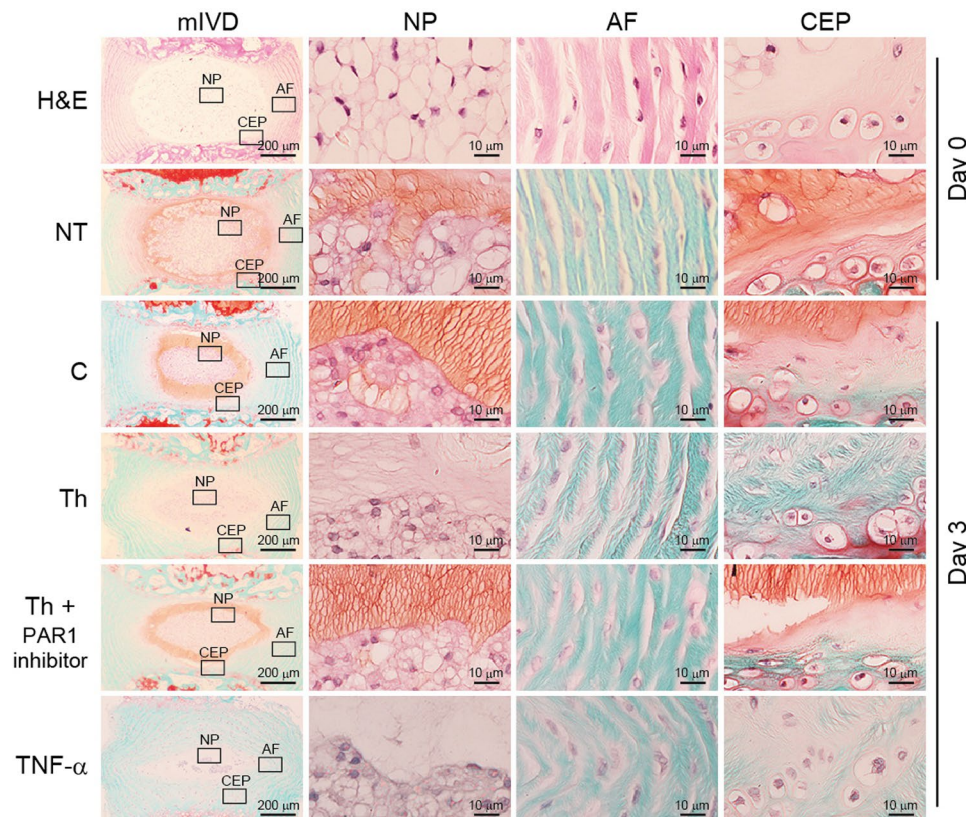 mIVD NP AF CEP
H&E
NP
AF
CEP
200 µm
10 µm
10 µm
10 µm
Day 0
NT
NP
AF
CEP
200 µm
10 µm
10 µm
10 µm
C
NP
AF
CEP
200 µm
10 µm
10 µm
10 µm
Day 3
Th
NP
AF
CEP
200 µm
10 µm
10 µm
10 µm
Th +
PAR1
inhibitor
NP
AF
CEP
200 µm
10 µm
10 µm
10 µm
TNF-α
NP
AF
CEP
200 µm
10 µm
10 µm
10 µm